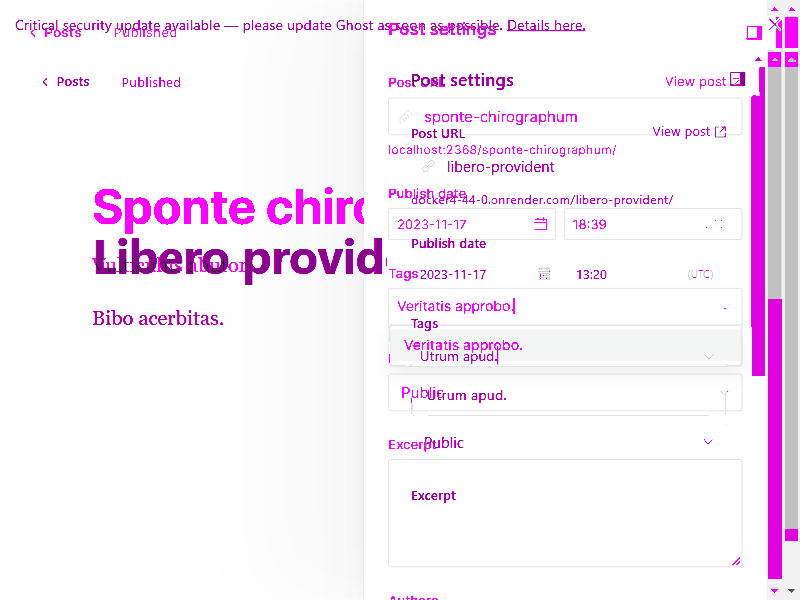 Critical security update available — please update Ghost as soon as possible. Details here.
Posts Published
Post settings
Posts Published
Post settings
Post URL View post
sponte-chirographum
Post URL View post
localhost:2368/sponte-chirographum/
libero-provident
Publish date
docker4-44-0.onrender.com/libero-provident/
Sponte chiro
2023-11-17 18:39
Publish date
Libero provid
Vulticulus abutor.
Tags
2023-11-17 13:20 (UTC)
Veritatis approbo.
Bibo acerbitas.
Tags
Veritatis approbo.
Utrum apud.
Public
Utrum apud.
Excerpt
Public
Excerpt
Authors